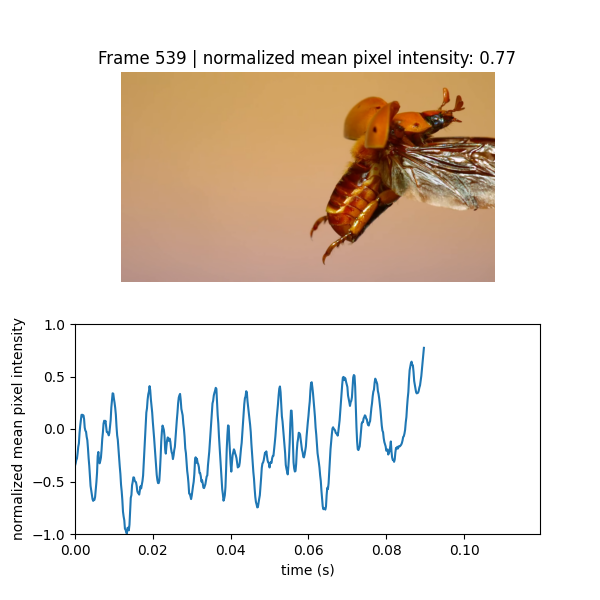 Frame 539 | normalized mean pixel intensity: 0.77
normalized mean pixel intensity
1.0
0.5
0.0
−0.5
−1.0
0.00 0.02 0.04 0.06 0.08 0.10
time (s)